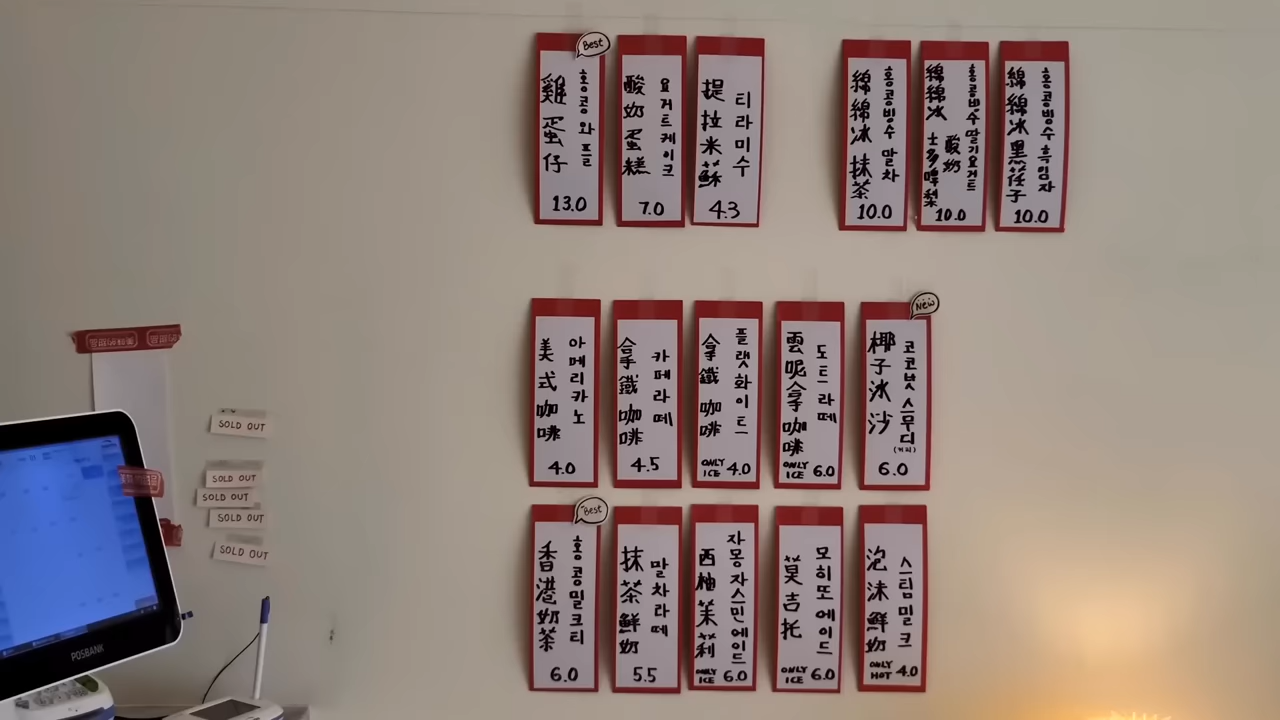 Best
雞蛋仔
홍콩와플
13.0
酸奶蛋糕
요거트케이크
7.0
提拉米蘇
티라미수
4.3
綿綿冰抹茶
홍콩빙수말차
10.0
綿綿冰士多啤梨
酸奶
홍콩빙수딸기요거트
10.0
綿綿冰黑荏子
홍콩빙수흑임자
10.0
美式咖啡
아메리카노
4.0
拿鐵咖啡
카페라떼
4.5
拿鐵咖啡
플랫화이트
ONLY ICE 4.0
雲呢拿咖啡
도트라떼
ONLY ICE 6.0
New
椰子冰沙
코코넛스무디
(커피)
6.0
Best
香港奶茶
홍콩밀크티
6.0
抹茶鮮奶
말차라떼
5.5
西柚茉莉
자몽자스민에이드
ONLY ICE 6.0
莫吉托
모히또에이드
ONLY ICE 6.0
泡沫鮮奶
스팀밀크
ONLY HOT 4.0
SOLD OUT
SOLD OUT
SOLD OUT
SOLD OUT
SOLD OUT
POSBANK